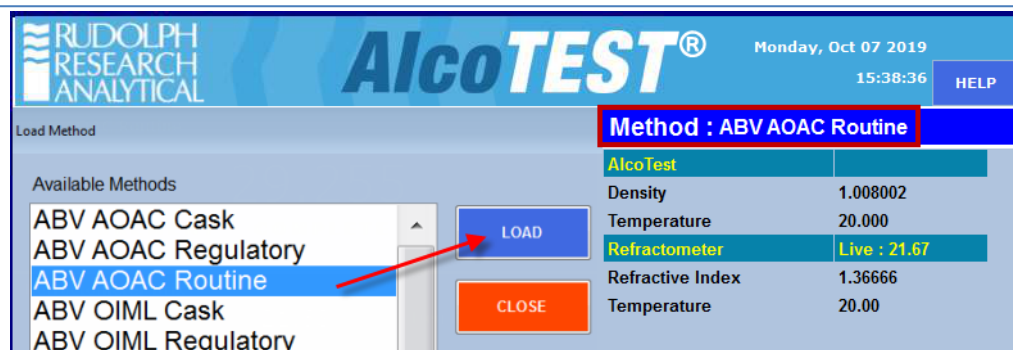 RUDOLPH
RESEARCH
ANALYTICAL
AlcoTEST®
Monday, Oct 07 2019
15:38:36
HELP
Load Method
Method : ABV AOAC Routine
Available Methods
ABV AOAC Cask
ABV AOAC Regulatory
ABV AOAC Routine
ABV OIML Cask
ABV OIML Regulatory
LOAD
CLOSE
AlcoTest
Density 1.008002
Temperature 20.000
Refractometer Live : 21.67
Refractive Index 1.36666
Temperature 20.00